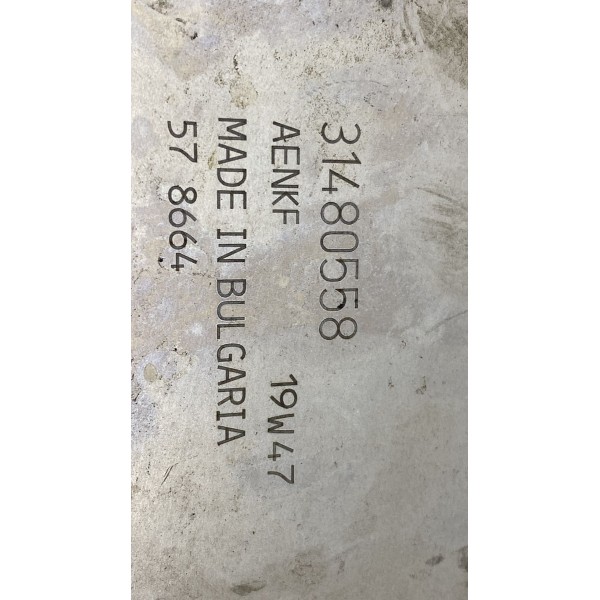 31480558
AENKF 19W47
MADE IN BULGARIA
57 8664